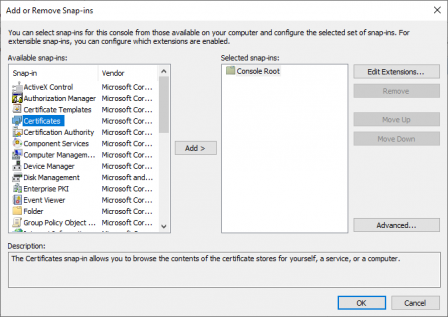 Add or Remove Snap-ins
You can select snap-ins for this console from those available on your computer and configure the selected set of snap-ins. For
extensible snap-ins, you can configure which extensions are enabled.
Available snap-ins:
Selected snap-ins:
Snap-in Vendor
ActiveX Control Microsoft Cor...
Authorization Manager Microsoft Cor...
Certificate Templates Microsoft Cor...
Certificates Microsoft Cor...
Certification Authority Microsoft Cor...
Component Services Microsoft Cor...
Computer Managem... Microsoft Cor...
Device Manager Microsoft Cor...
Disk Management Microsoft and...
Enterprise PKI Microsoft Cor...
Event Viewer Microsoft Cor...
Folder Microsoft Cor...
Group Policy Object ... Microsoft Cor...
Add >
Console Root
Edit Extensions...
Remove
Move Up
Move Down
Advanced...
Description:
The Certificates snap-in allows you to browse the contents of the certificate stores for yourself, a service, or a computer.
OK
Cancel